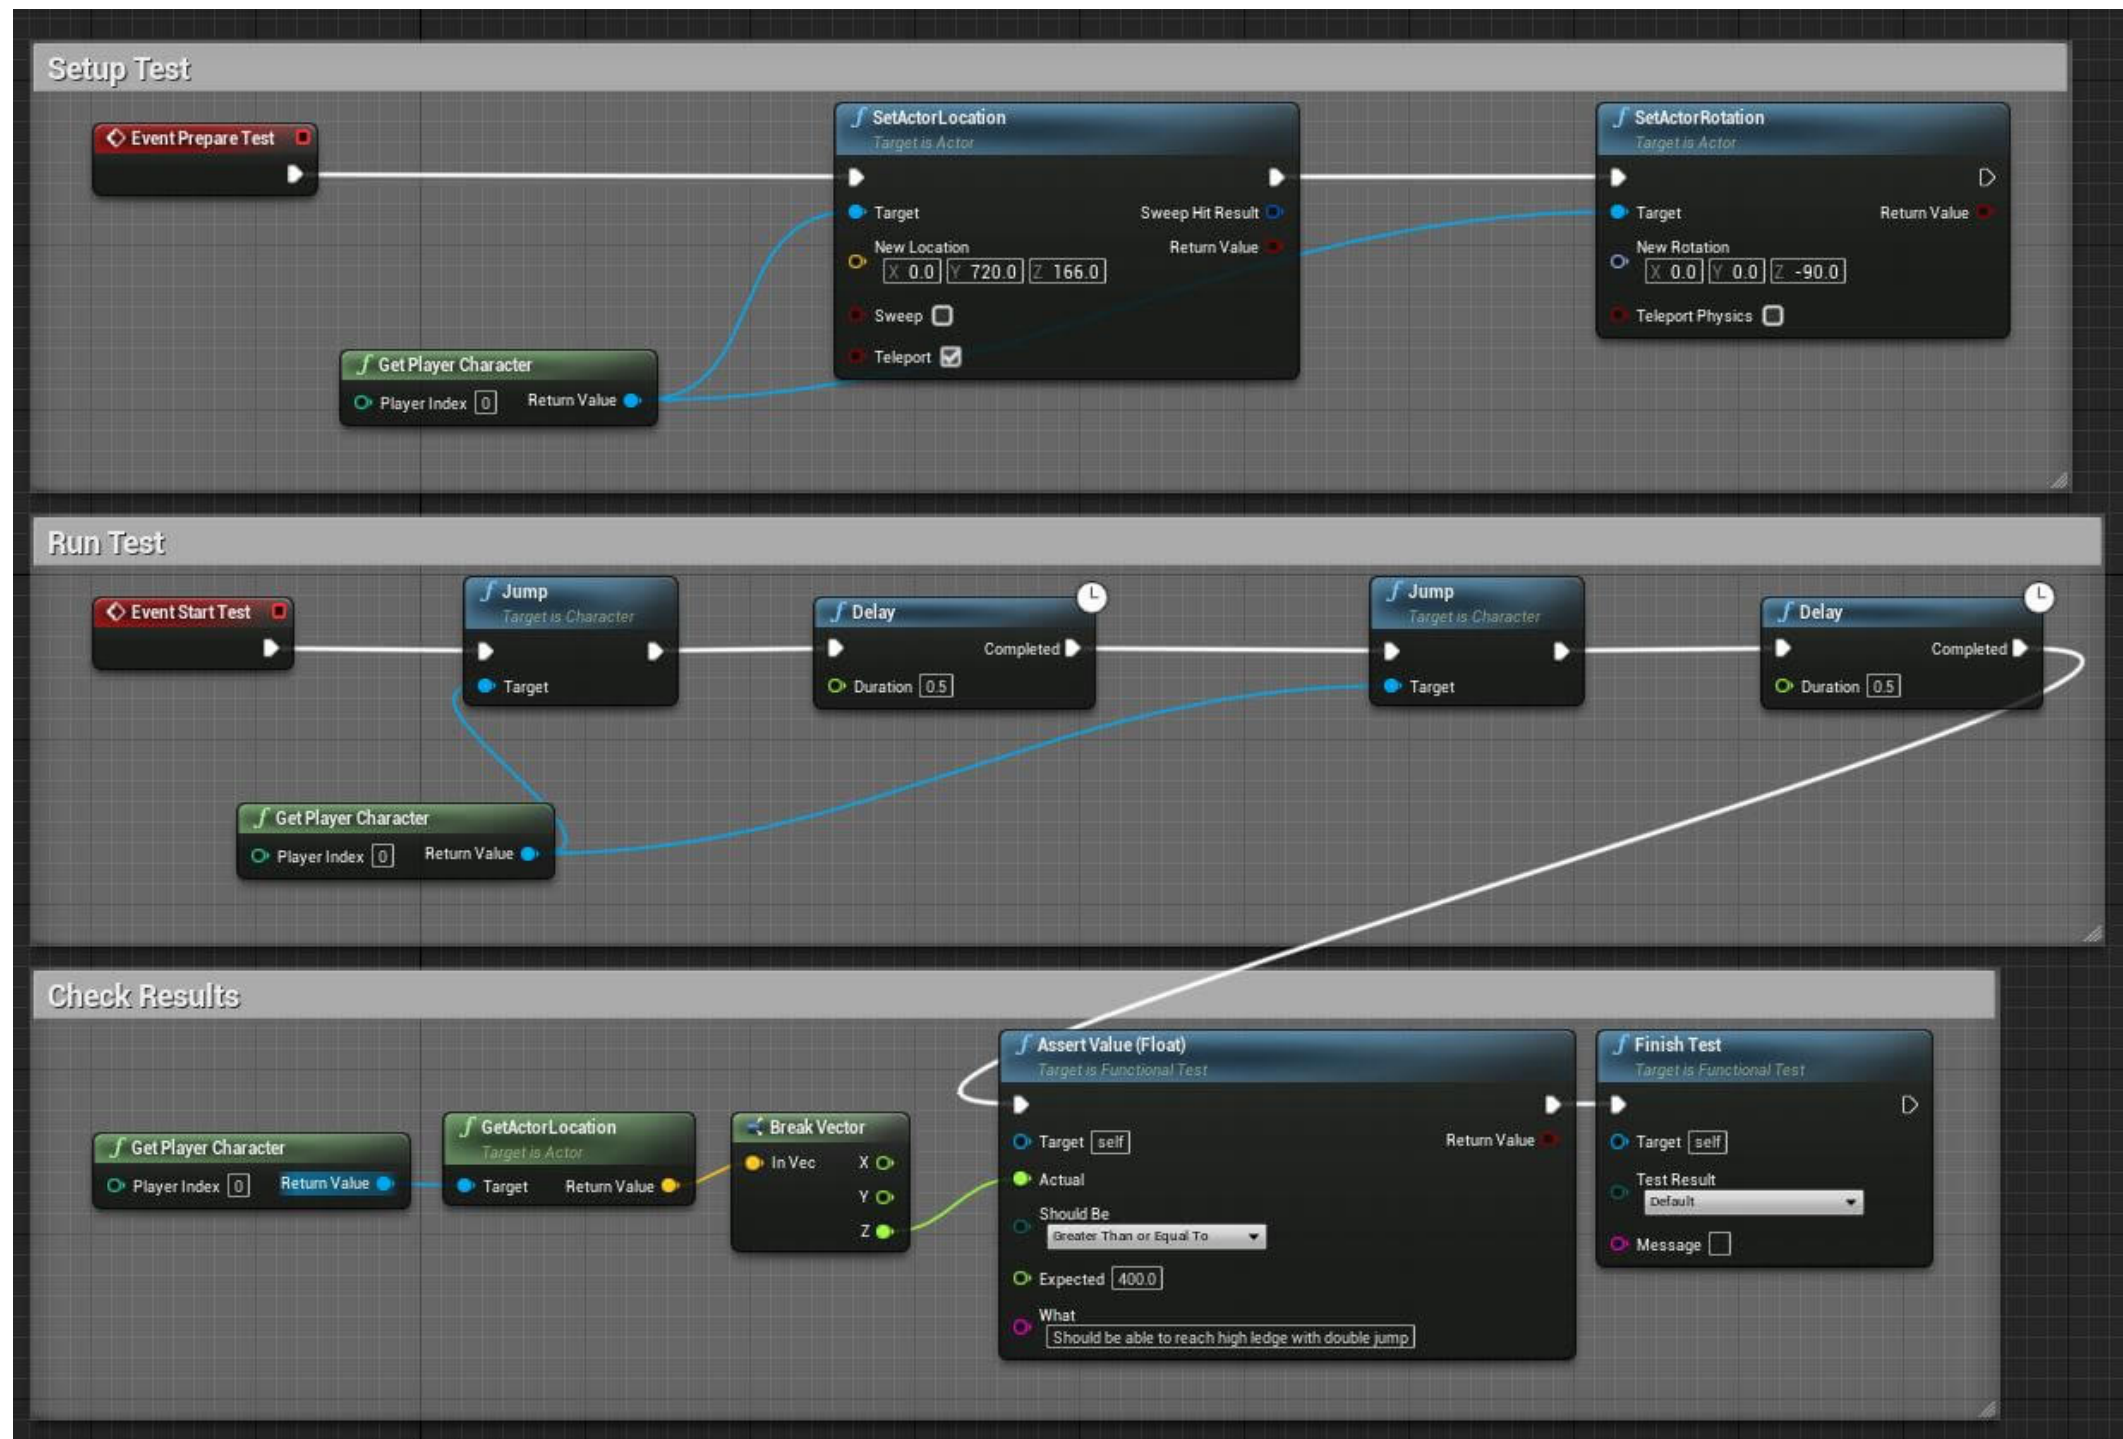 Setup Test
Event Prepare Test
SetActorLocation
Target is Actor
Target
Sweep Hit Result
New Location
Return Value
X 0.0 Y 720.0 Z 166.0
Sweep
Teleport
SetActorRotation
Target is Actor
Target
Return Value
New Rotation
X 0.0 Y 0.0 Z -90.0
Teleport Physics
Get Player Character
Player Index 0 Return Value
Run Test
Event Start Test
Jump
Target is Character
Target
Delay
Completed
Duration 0.5
Jump
Target is Character
Target
Delay
Completed
Duration 0.5
Get Player Character
Player Index 0 Return Value
Check Results
Get Player Character
Player Index 0 Return Value
GetActorLocation
Target is Actor
Target Return Value
Break Vector
In Vec X
Y
Z
Assert Value (Float)
Target is Functional Test
Target self Return Value
Actual
Should Be
Greater Than or Equal To
Expected 400.0
What
Should be able to reach high ledge with double jump
Finish Test
Target is Functional Test
Target self
Test Result
Default
Message